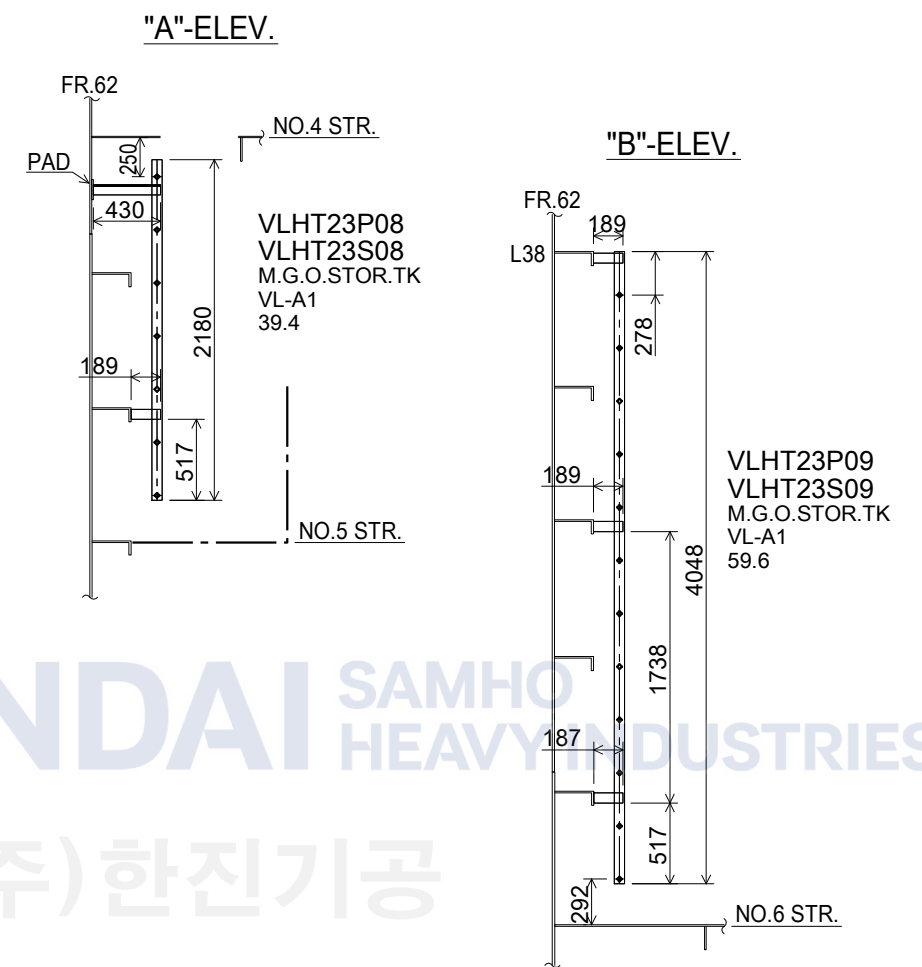 "A"-ELEV.
FR.62
NO.4 STR.
250
PAD
430
VLHT23P08
VLHT23S08
M.G.O.STOR.TK
VL-A1
39.4
2180
189
517
NO.5 STR.
"B"-ELEV.
FR.62
189
L38
278
VLHT23P09
VLHT23S09
M.G.O.STOR.TK
VL-A1
59.6
189
4048
1738
187
517
292
NO.6 STR.
NDAI SAMHO
HEAVY INDUSTRIES
주)한진기공